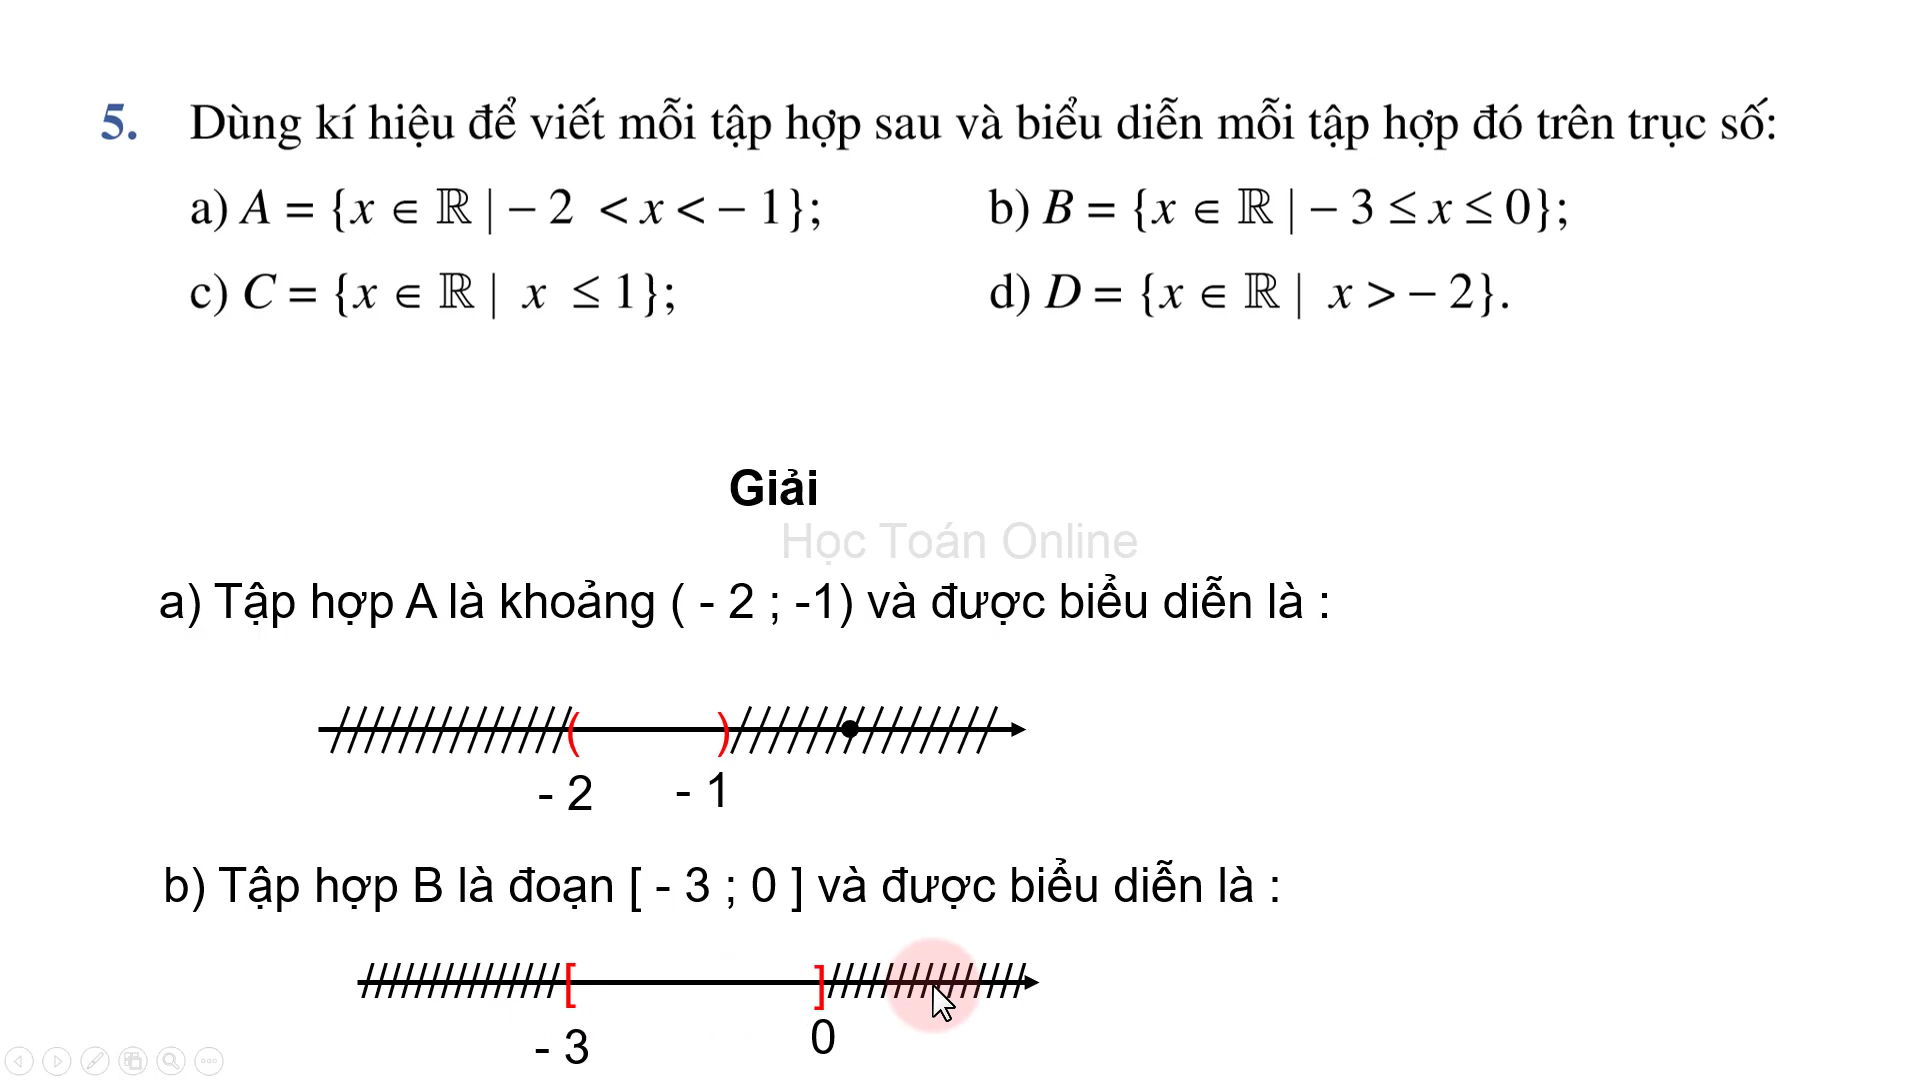 5. Dùng kí hiệu để viết mỗi tập hợp sau và biểu diễn mỗi tập hợp đó trên trục số:
a) A = {x ∈ ℝ | – 2 < x < – 1}; b) B = {x ∈ ℝ | – 3 ≤ x ≤ 0};
c) C = {x ∈ ℝ | x ≤ 1}; d) D = {x ∈ ℝ | x > – 2}.
Giải
Học Toán Online
a) Tập hợp A là khoảng ( - 2 ; -1) và được biểu diễn là :
( )
- 2 - 1
b) Tập hợp B là đoạn [ - 3 ; 0 ] và được biểu diễn là :
[ ]
- 3 0